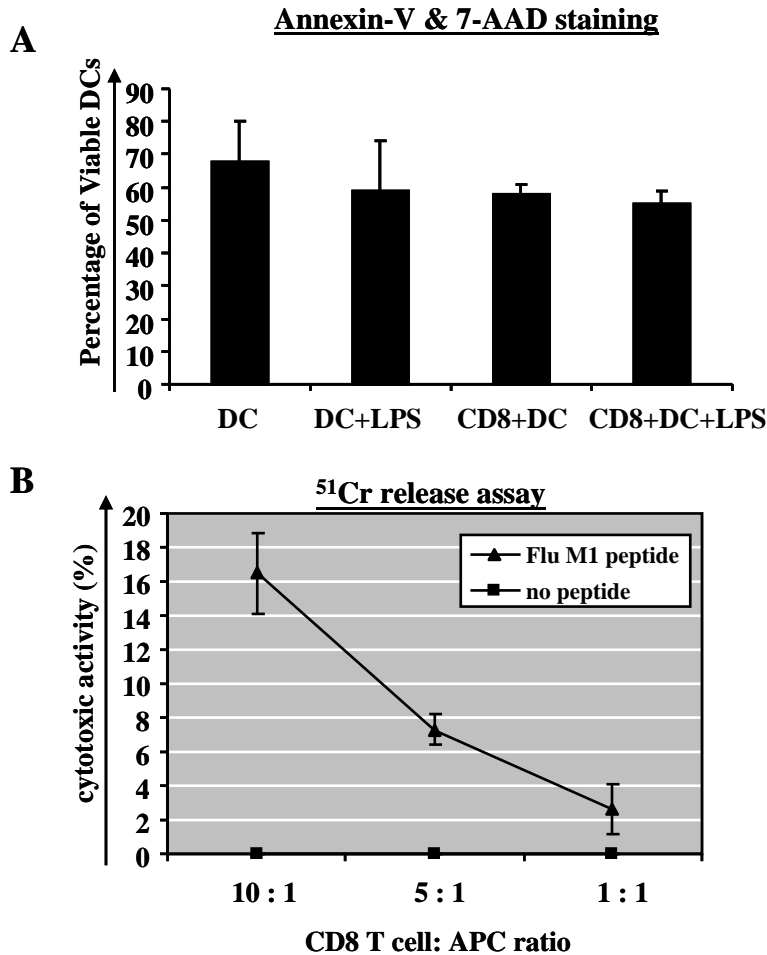 A
Annexin-V & 7-AAD staining
Percentage of Viable DCs
90
80
70
60
50
40
30
20
10
0
DC
DC+LPS
CD8+DC
CD8+DC+LPS
B
51Cr release assay
cytotoxic activity (%)
20
18
16
14
12
10
8
6
4
2
0
Flu M1 peptide
no peptide
10 : 1
5 : 1
1 : 1
CD8 T cell: APC ratio